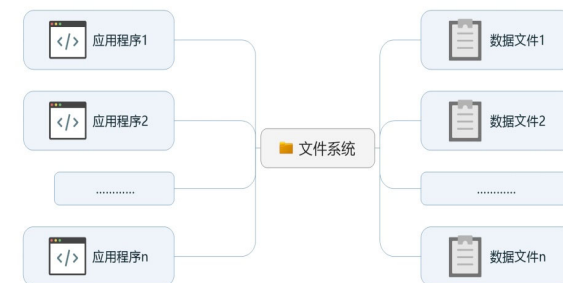 应用程序1
应用程序2
............
应用程序n
文件系统
数据文件1
数据文件2
............
数据文件n